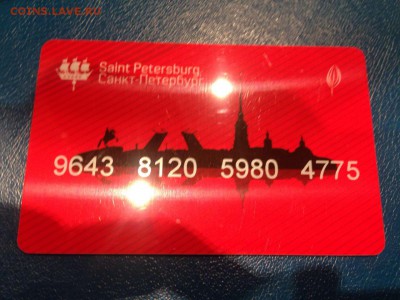 COINS.LAVE.RU
Saint Petersburg
Санкт-Петербург
9643 8120 5980 4775